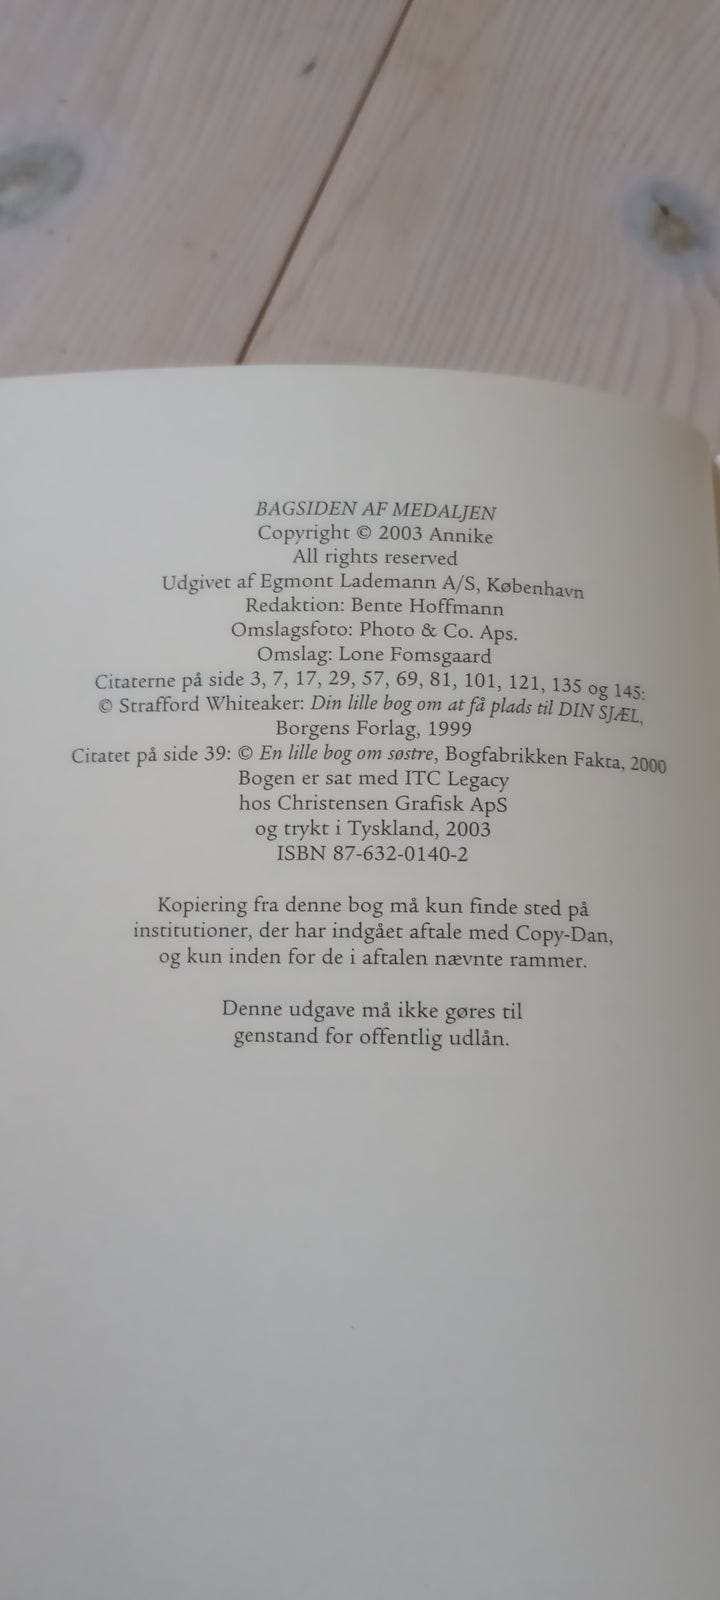 BAGSIDEN AF MEDALJEN
Copyright © 2003 Annike
All rights reserved
Udgivet af Egmont Lademann A/S, København
Redaktion: Bente Hoffmann
Omslagsfoto: Photo & Co. Aps.
Omslag: Lone Fomsgaard
Citaterne på side 3, 7, 17, 29, 57, 69, 81, 101, 121, 135 og 145:
© Strafford Whiteaker: Din lille bog om at få plads til DIN SJÆL,
Borgens Forlag, 1999
Citatet på side 39: © En lille bog om søstre, Bogfabrikken Fakta, 2000
Bogen er sat med ITC Legacy
hos Christensen Grafisk ApS
og trykt i Tyskland, 2003
ISBN 87-632-0140-2
Kopiering fra denne bog må kun finde sted på
institutioner, der har indgået aftale med Copy-Dan,
og kun inden for de i aftalen nævnte rammer.
Denne udgave må ikke gøres til
genstand for offentlig udlån.